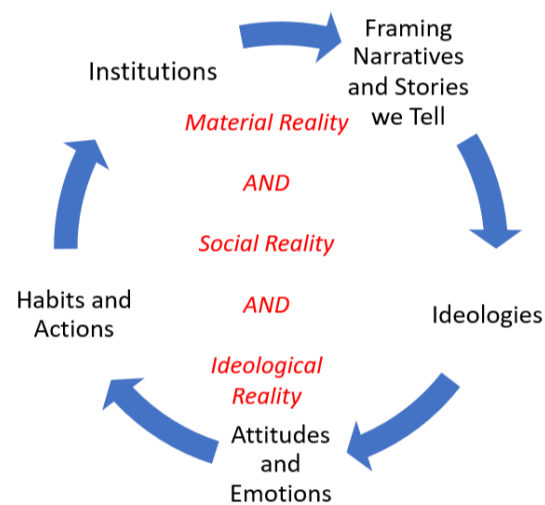 Institutions
Framing
Narratives
and Stories
we Tell
Ideologies
Attitudes
and
Emotions
Habits and
Actions
Material Reality
AND
Social Reality
AND
Ideological
Reality